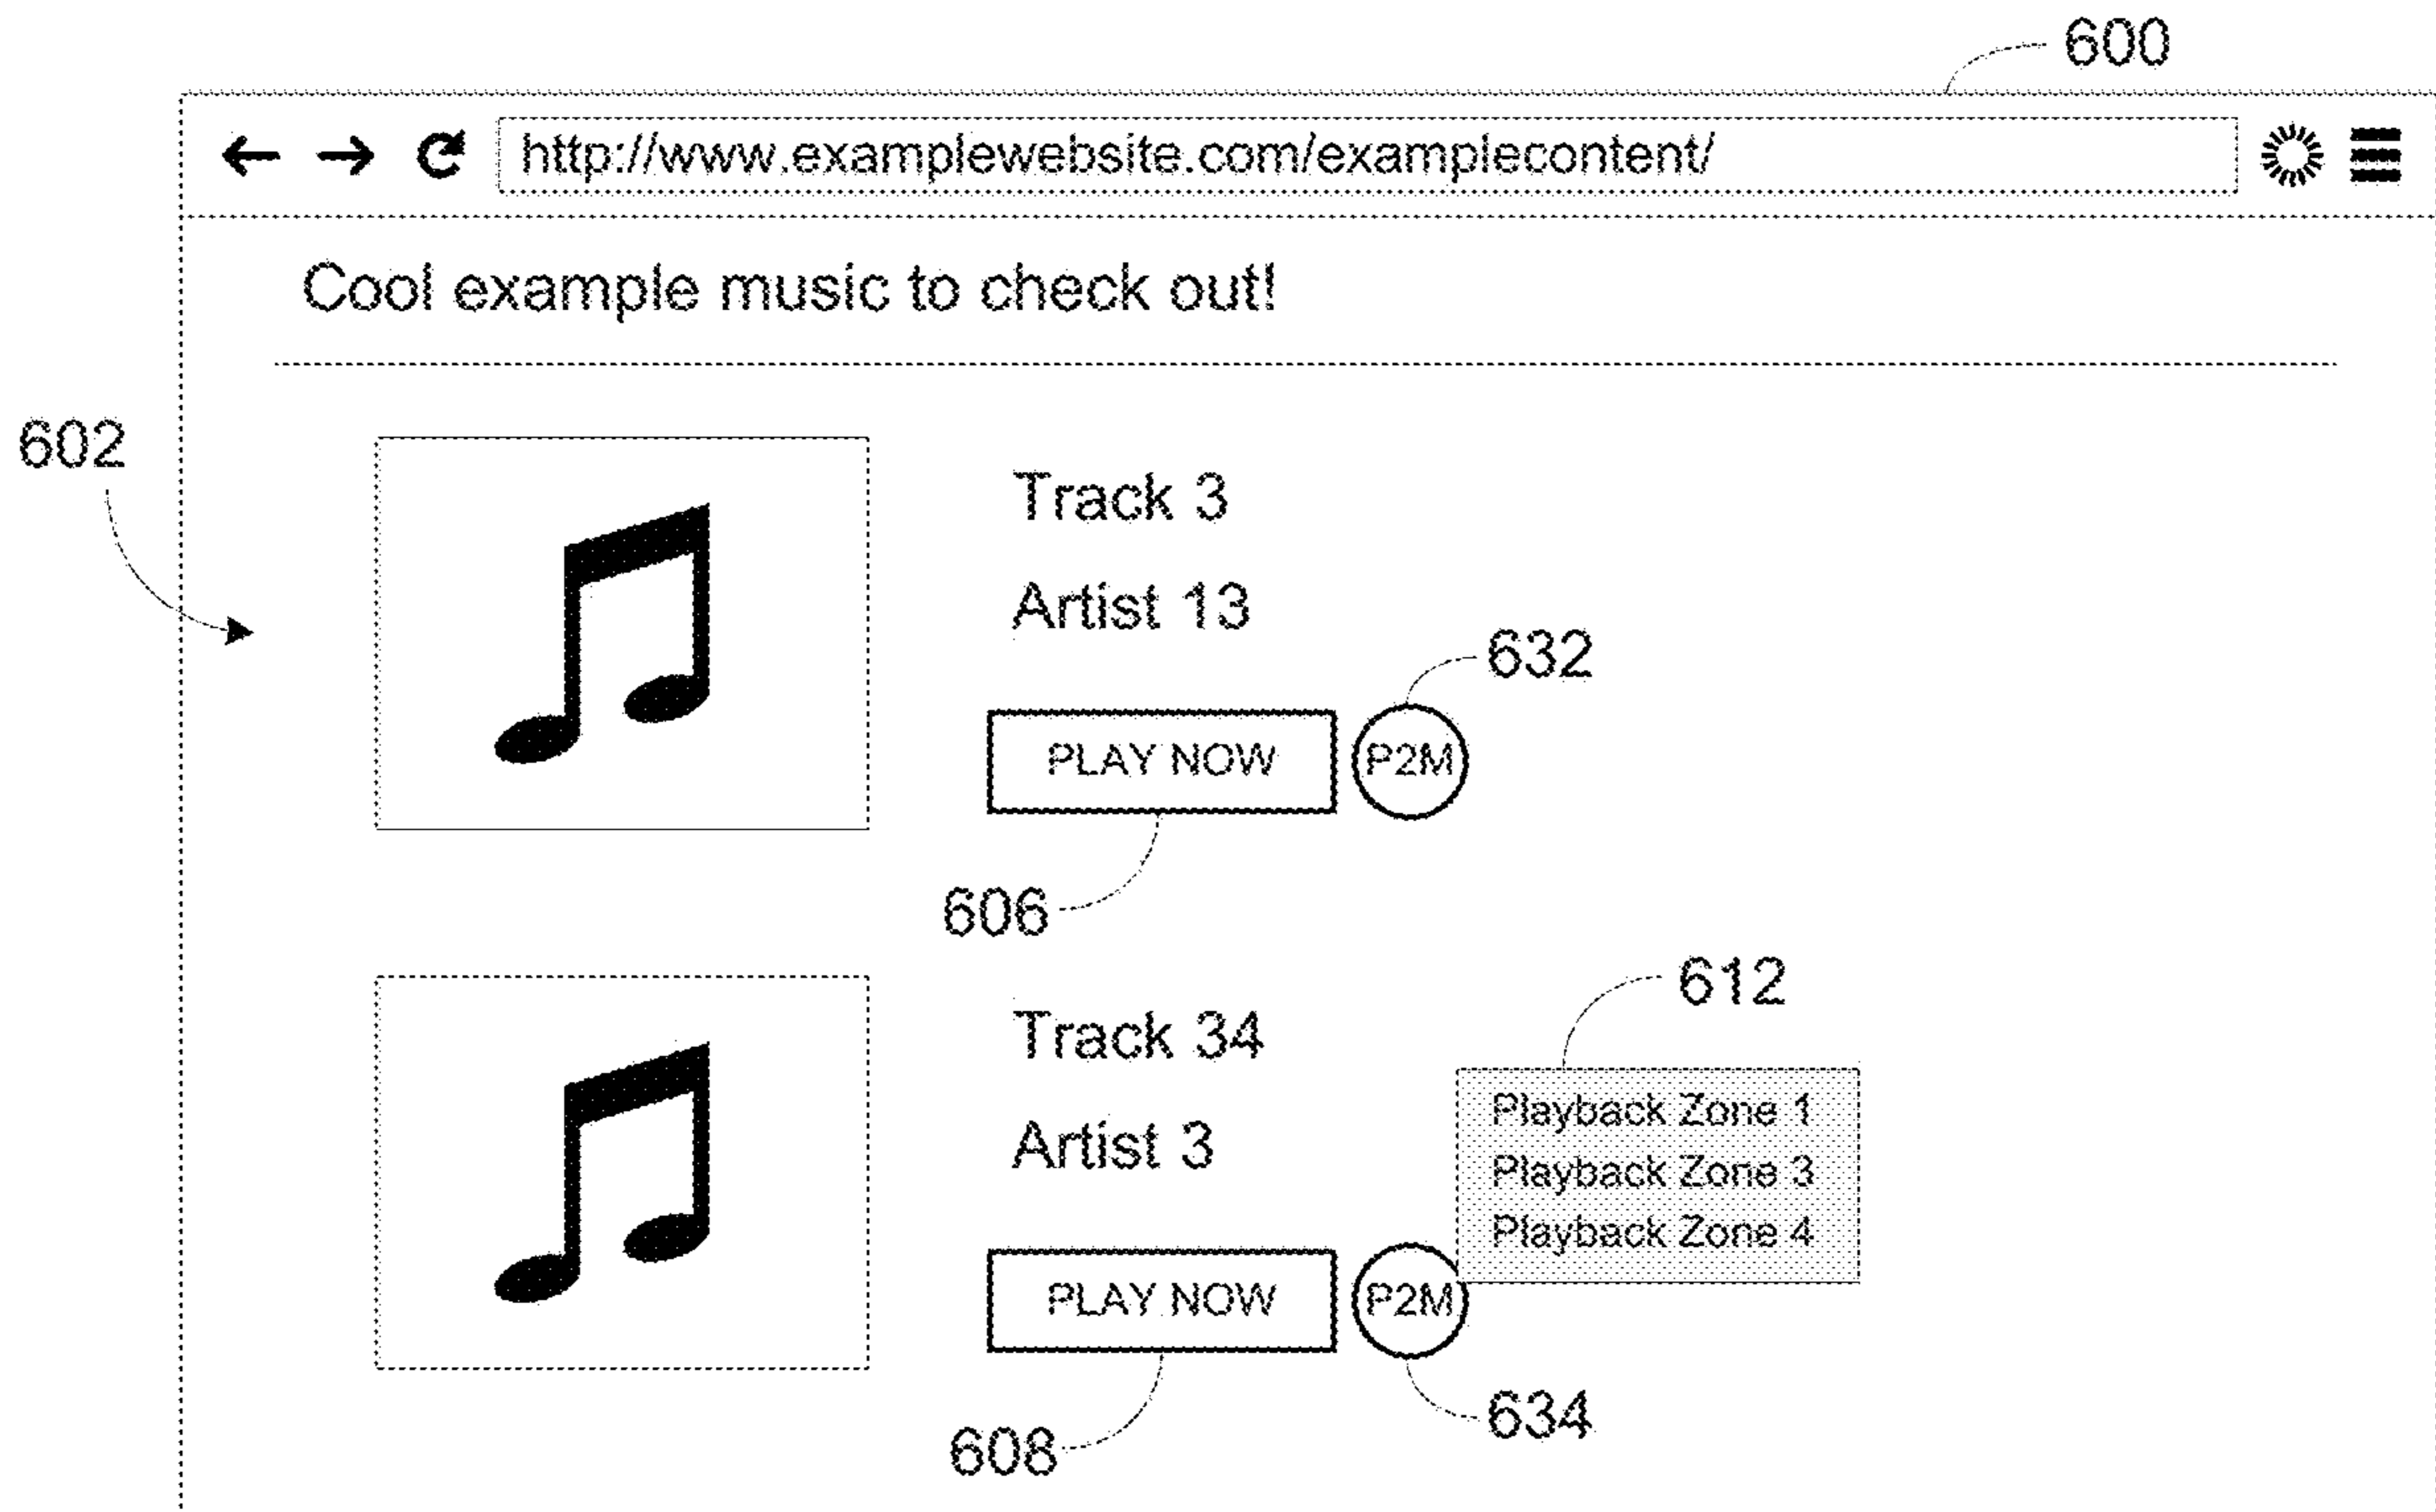 600
http://www.examplewebsite.com/examplecontent/
Cool example music to check out!
602
Track 3
Artist 13
632
PLAY NOW
P2M
606
612
Track 34
Playback Zone 1
Artist 3
Playback Zone 3
Playback Zone 4
PLAY NOW
P2M
634
608